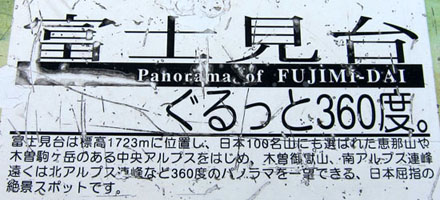 富士見台
Panorama of FUJIMI-DAI
ぐるっと360度。
富士見台は標高1723mに位置し、日本100名山にも選ばれた恵那山や
木曽駒ヶ岳のある中央アルプスをはじめ、木曽御嶽山、南アルプス連峰
遠くは北アルプス連峰など360度のパノラマを一望できる、日本屈指の
絶景スポットです。